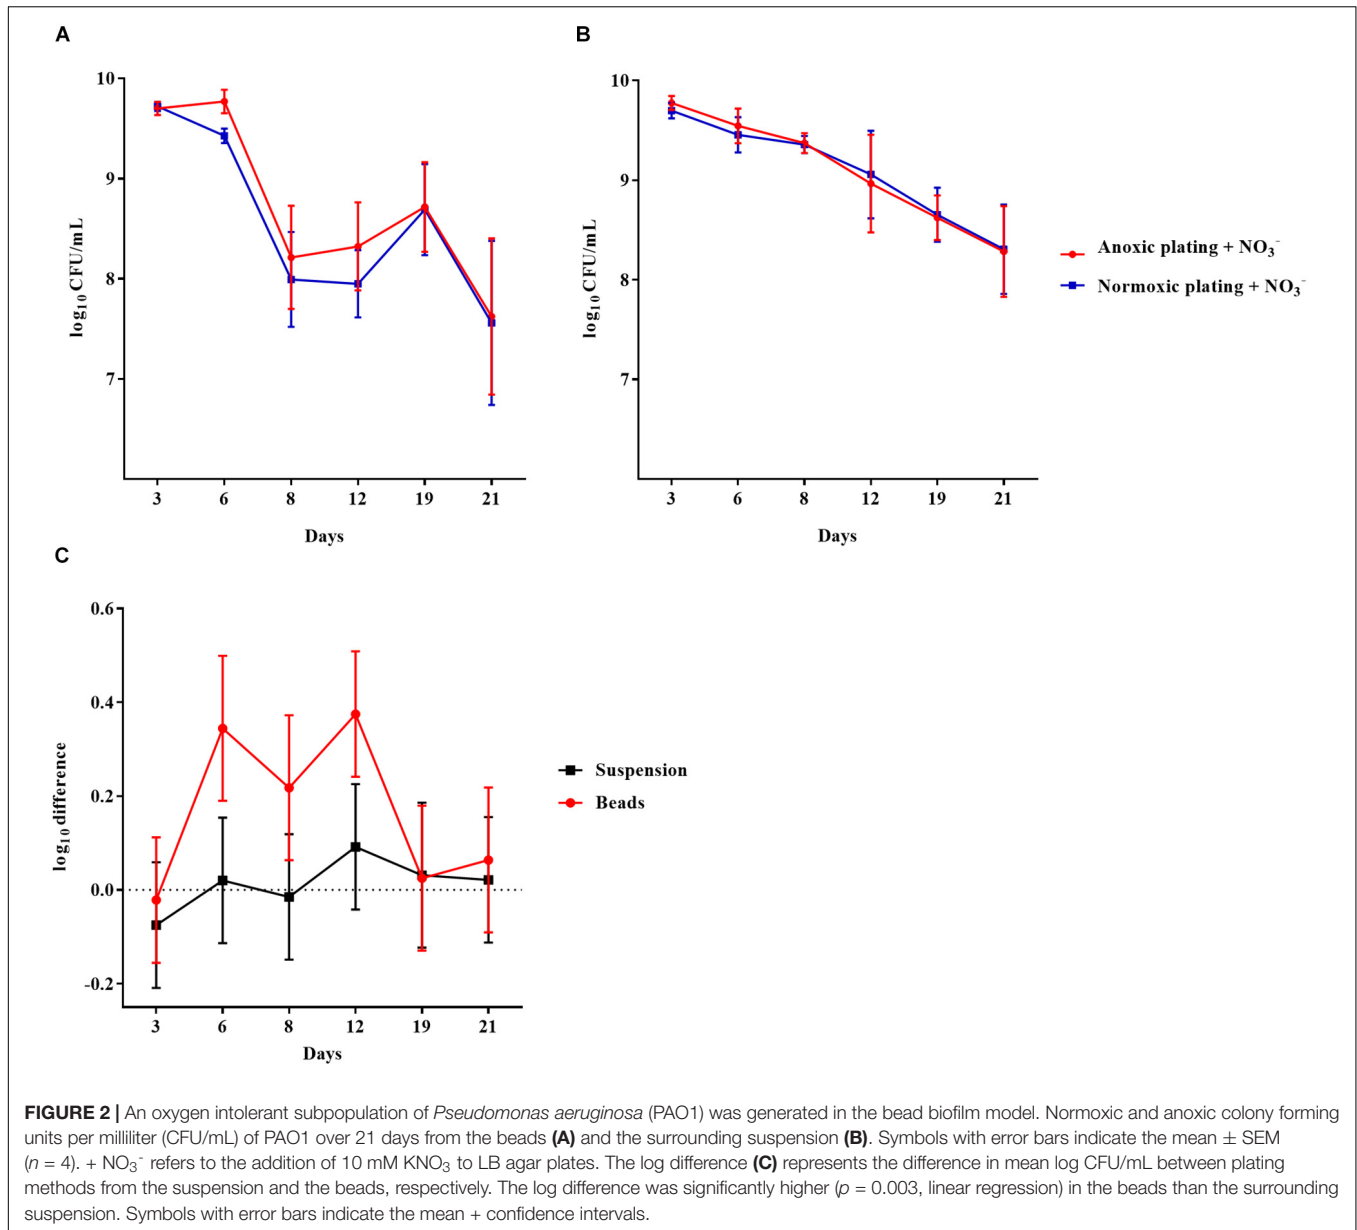 A
B
10
9
8
7
log10 CFU/mL
3 6 8 12 19 21
Days
10
9
8
7
log10 CFU/mL
3 6 8 12 19 21
Days
Anoxic plating + NO3-
Normoxic plating + NO3-
C
0.6
0.4
0.2
0.0
-0.2
log10 difference
3 6 8 12 19 21
Days
Suspension
Beads
FIGURE 2 | An oxygen intolerant subpopulation of Pseudomonas aeruginosa (PAO1) was generated in the bead biofilm model. Normoxic and anoxic colony forming
units per milliliter (CFU/mL) of PAO1 over 21 days from the beads (A) and the surrounding suspension (B). Symbols with error bars indicate the mean ± SEM
(n = 4). + NO3- refers to the addition of 10 mM KNO3 to LB agar plates. The log difference (C) represents the difference in mean log CFU/mL between plating
methods from the suspension and the beads, respectively. The log difference was significantly higher (p = 0.003, linear regression) in the beads than the surrounding
suspension. Symbols with error bars indicate the mean + confidence intervals.